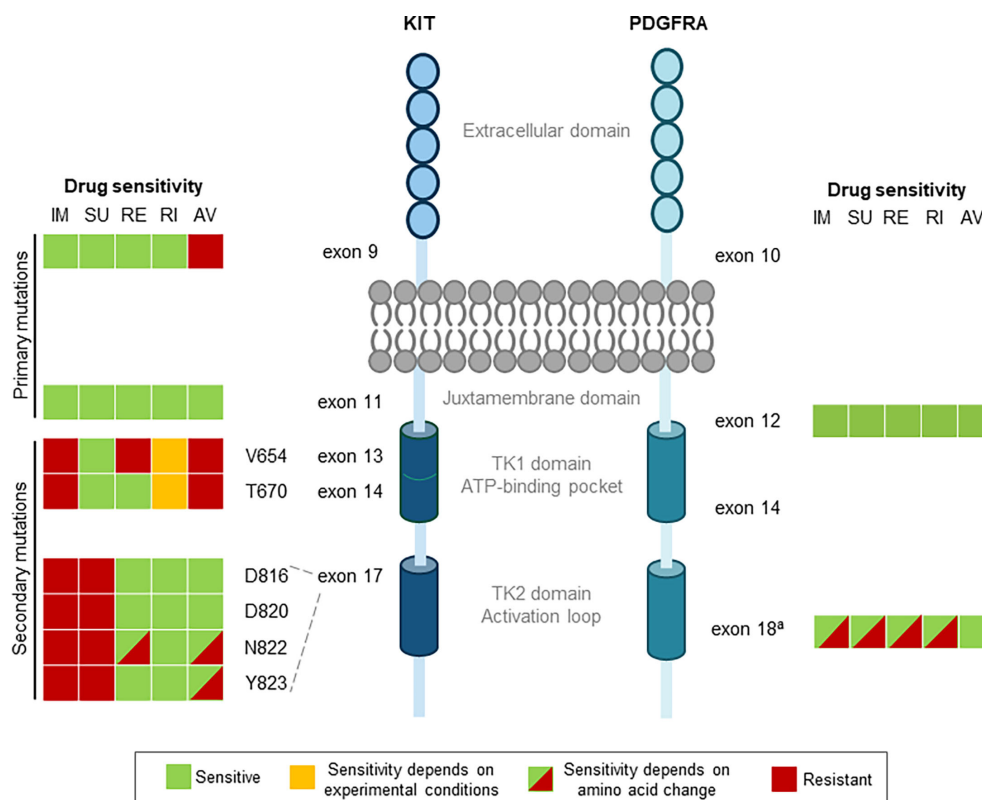 KIT
PDGFRA
Extracellular domain
Drug sensitivity
IM SU RE RI AV
Drug sensitivity
IM SU RE RI AV
Primary mutations
exon 9
exon 10
exon 11
Juxtamembrane domain
exon 12
Secondary mutations
V654
exon 13
TK1 domain
ATP-binding pocket
T670
exon 14
exon 14
D816
exon 17
D820
N822
Y823
TK2 domain
Activation loop
exon 18ª
Sensitive
Sensitivity depends on
experimental conditions
Sensitivity depends on
amino acid change
Resistant